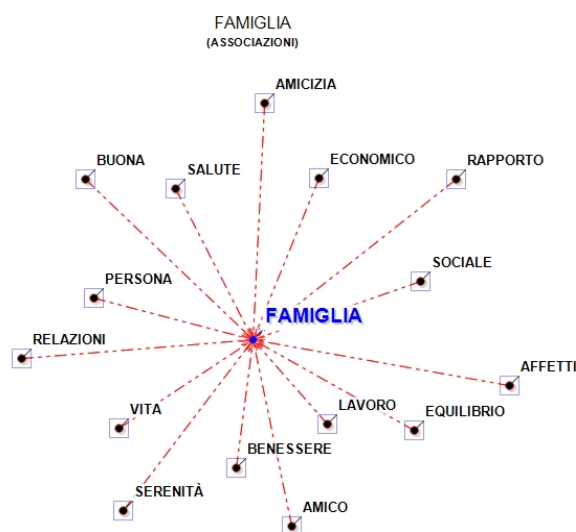 FAMIGLIA
(ASSOCIAZIONI)
AMICIZIA
BUONA
SALUTE
ECONOMICO
RAPPORTO
PERSONA
SOCIALE
FAMIGLIA
RELAZIONI
AFFETTI
VITA
LAVORO
EQUILIBRIO
BENESSERE
SERENITÀ
AMICO